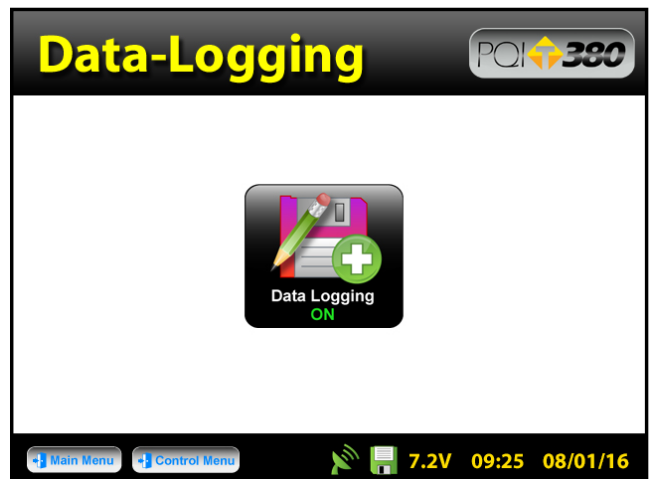 Data-Logging
PQI T 380
Data Logging
ON
Main Menu Control Menu 7.2V 09:25 08/01/16